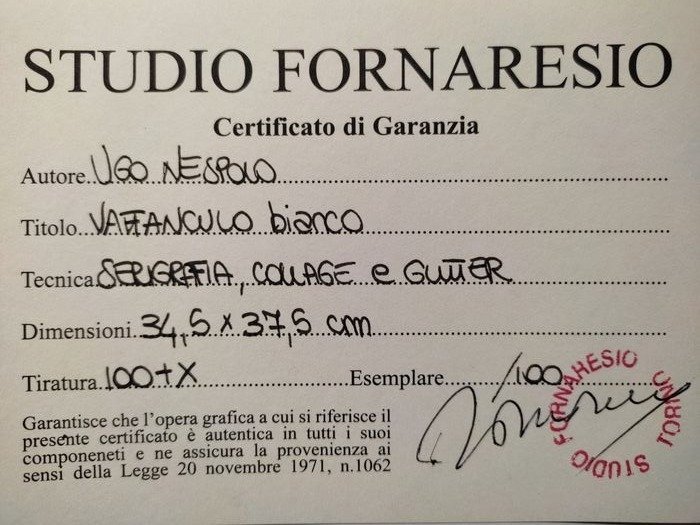 STUDIO FORNARESIO
Certificato di Garanzia
Autore..UGO NESPOLO
Titolo..VAFFANCULO bianco
Tecnica.SERIGRAFIA, COLLAGE e GLITTER
Dimensioni.34,5 x 37,5 cm
Tiratura.100+X Esemplare /100
Garantisce che l'opera grafica a cui si riferisce il
presente certificato è autentica in tutti i suoi
componeneti e ne assicura la provenienza ai
sensi della Legge 20 novembre 1971, n.1062
STUDIO FORNARESIO TORINO